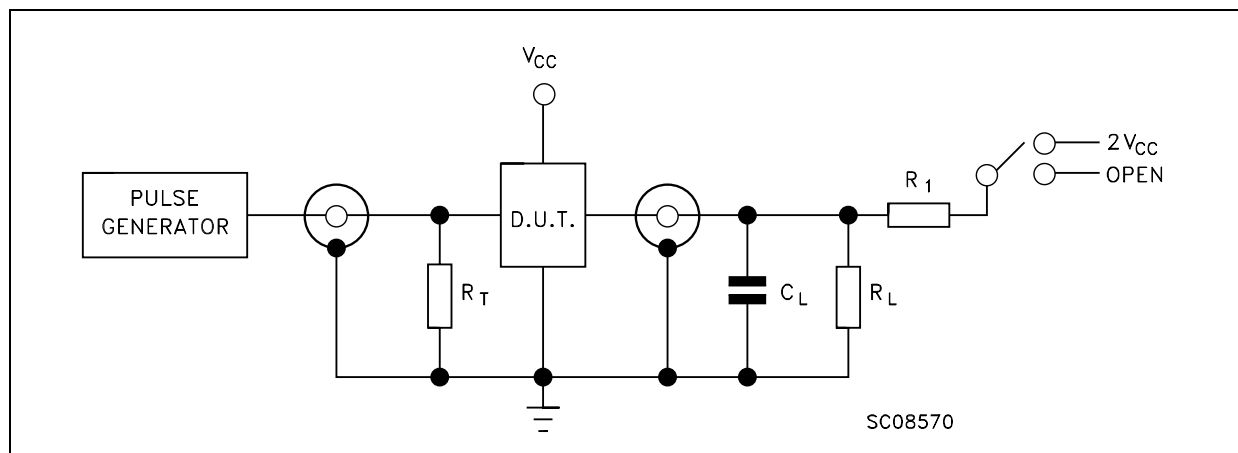 VCC
2VCC
OPEN
R1
PULSE
GENERATOR
D.U.T.
RT
CL
RL
SC08570